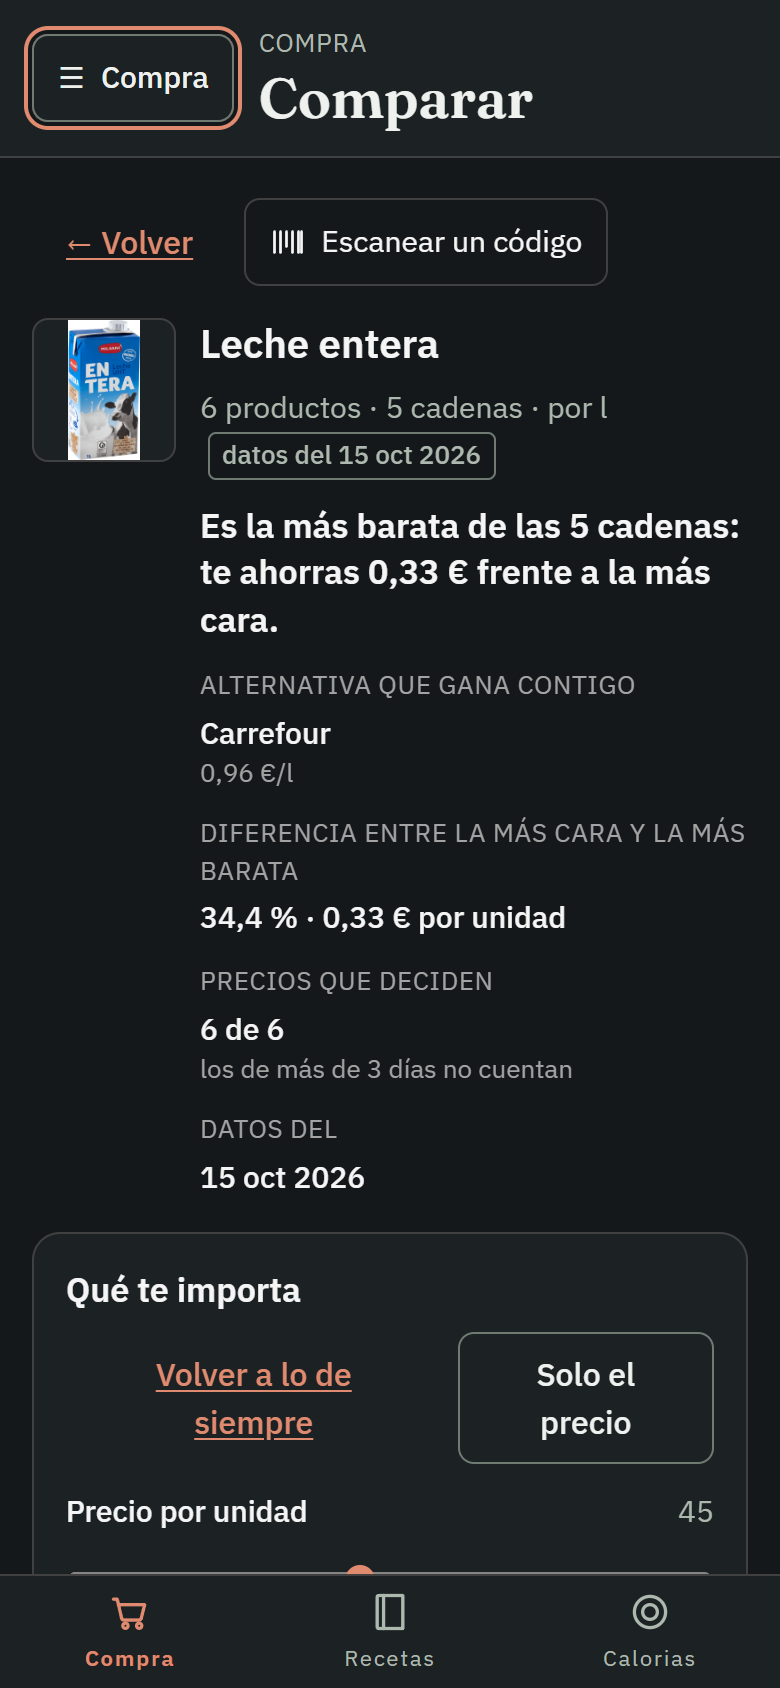 ☰ Compra
COMPRA
Comparar
← Volver
Escanear un código
EN
TERA
Leche entera
6 productos · 5 cadenas · por l
datos del 15 oct 2026
Es la más barata de las 5 cadenas:
te ahorras 0,33 € frente a la más
cara.
ALTERNATIVA QUE GANA CONTIGO
Carrefour
0,96 €/l
DIFERENCIA ENTRE LA MÁS CARA Y LA MÁS
BARATA
34,4 % · 0,33 € por unidad
PRECIOS QUE DECIDEN
6 de 6
los de más de 3 días no cuentan
DATOS DEL
15 oct 2026
Qué te importa
Volver a lo de
siempre
Solo el
precio
Precio por unidad
45
Compra
Recetas
Calorias